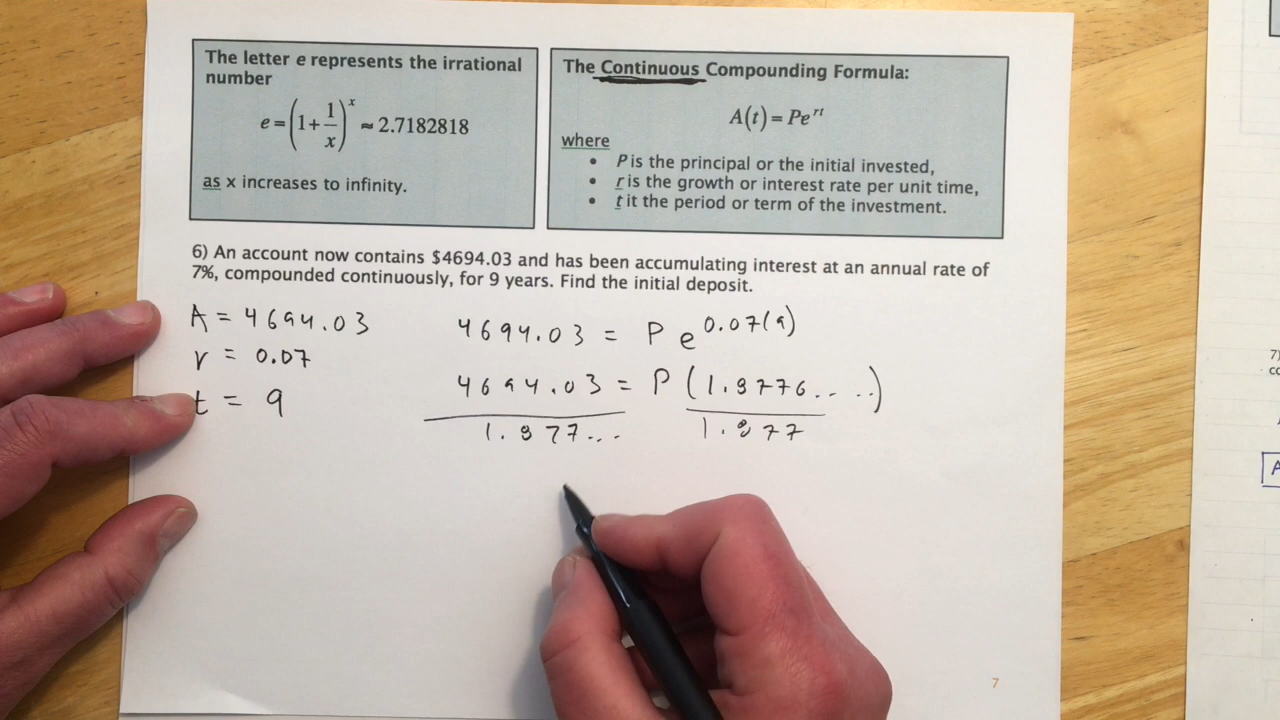 The letter e represents the irrational
number
e=(1+1/x)^x ≈2.7182818
as x increases to infinity.
The Continuous Compounding Formula:
A(t)=Pe^rt
where
• P is the principal or the initial invested,
• r is the growth or interest rate per unit time,
• t it the period or term of the investment.
6) An account now contains $4694.03 and has been accumulating interest at an annual rate of
7%, compounded continuously, for 9 years. Find the initial deposit.
A = 4694.03
r = 0.07
t = 9
4694.03 = P e^0.07(9)
4694.03 = P (1.8776.. ..)
1.877... 1.877
7
7)
A